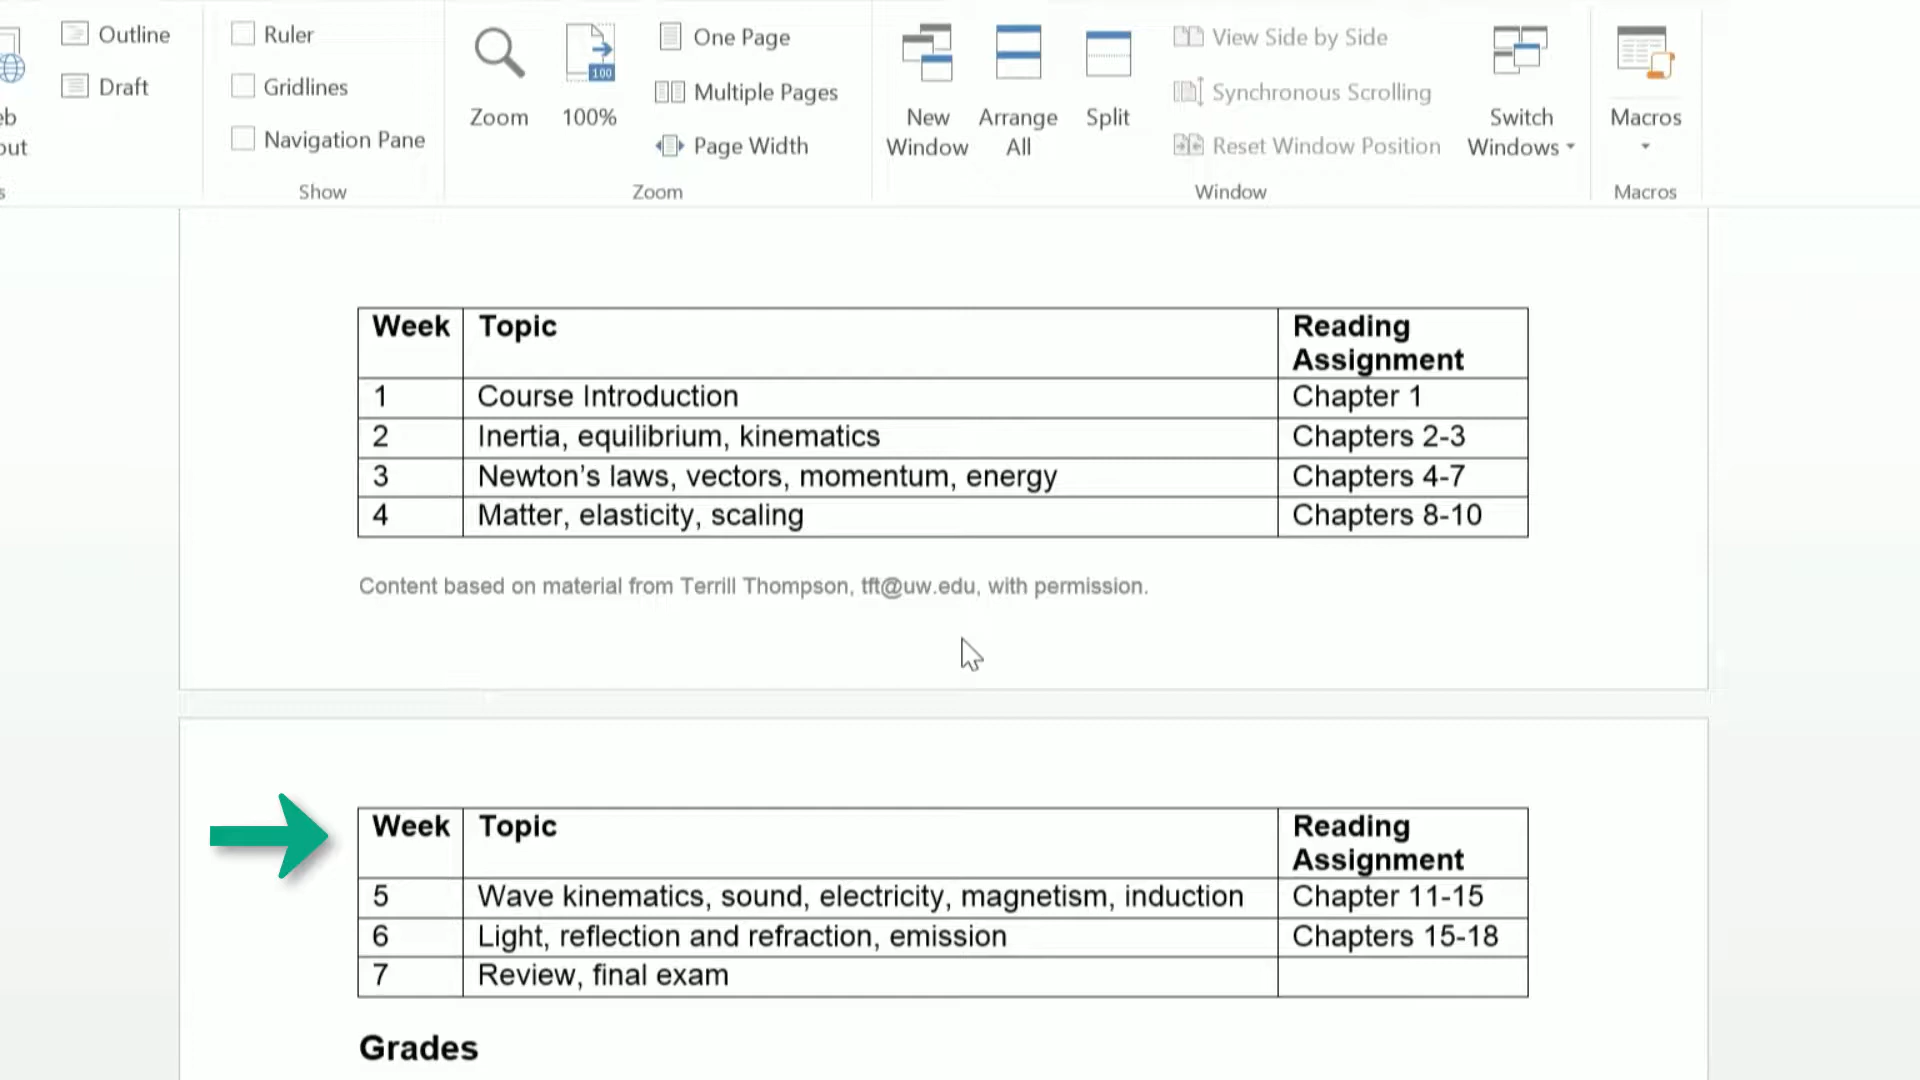 Outline
Draft
eb
out
s
Ruler
Gridlines
Navigation Pane
Show
Zoom
100
100%
One Page
Multiple Pages
Page Width
Zoom
New
Window
Arrange
All
Split
View Side by Side
Synchronous Scrolling
Reset Window Position
Window
Switch
Windows
Macros
Macros
Week Topic Reading
Assignment
1 Course Introduction Chapter 1
2 Inertia, equilibrium, kinematics Chapters 2-3
3 Newton’s laws, vectors, momentum, energy Chapters 4-7
4 Matter, elasticity, scaling Chapters 8-10
Content based on material from Terrill Thompson, tft@uw.edu, with permission.
Week Topic Reading
Assignment
5 Wave kinematics, sound, electricity, magnetism, induction Chapter 11-15
6 Light, reflection and refraction, emission Chapters 15-18
7 Review, final exam
Grades